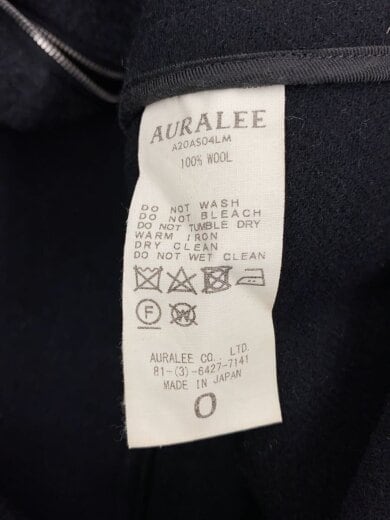 AURALEE
A20AS04LM
100% WOOL
DO NOT WASH
DO NOT BLEACH
DO NOT TUMBLE DRY
WARM IRON
DRY CLEAN
DO NOT WET CLEAN
F W
AURALEE CO., LTD.
81-(3)-6427-7141
MADE IN JAPAN
0